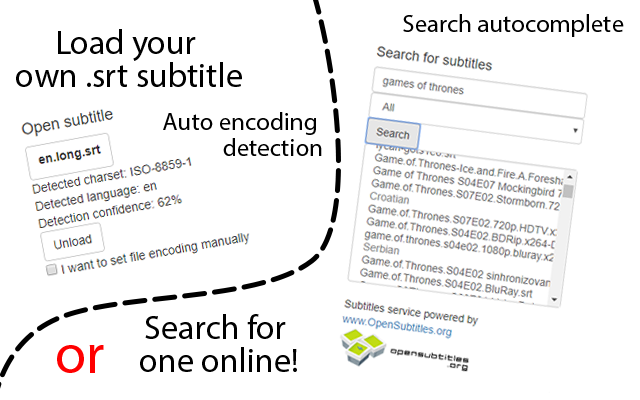 Load your
own .srt subtitle
Open subtitle
en.long.srt
Auto encoding
detection
Detected charset: ISO-8859-1
Detected language: en
Detection confidence: 62%
Unload
I want to set file encoding manually
or
Search for
one online!
Search autocomplete
Search for subtitles
games of thrones
All
Search
Game.of.Thrones-Ice.and.Fire.A.Foresha
Game.of.Thrones S04E07 Mockingbird 7
Game.of.Thrones.S07E02.Stormborn.72
Croatian
Game.of.Thrones.S07E02.720p.HDTV.x
Game.of.Thrones.S04E02.BDRip.x264-D
game.of.thrones.s04e02.1080p.bluray.x2
Serbian
Game.of.Thrones.S04E02 sinhronizovan
Game.of.Thrones.S04E02.BluRay.srt
Subtitles service powered by
www.OpenSubtitles.org
opensubtitles
.org